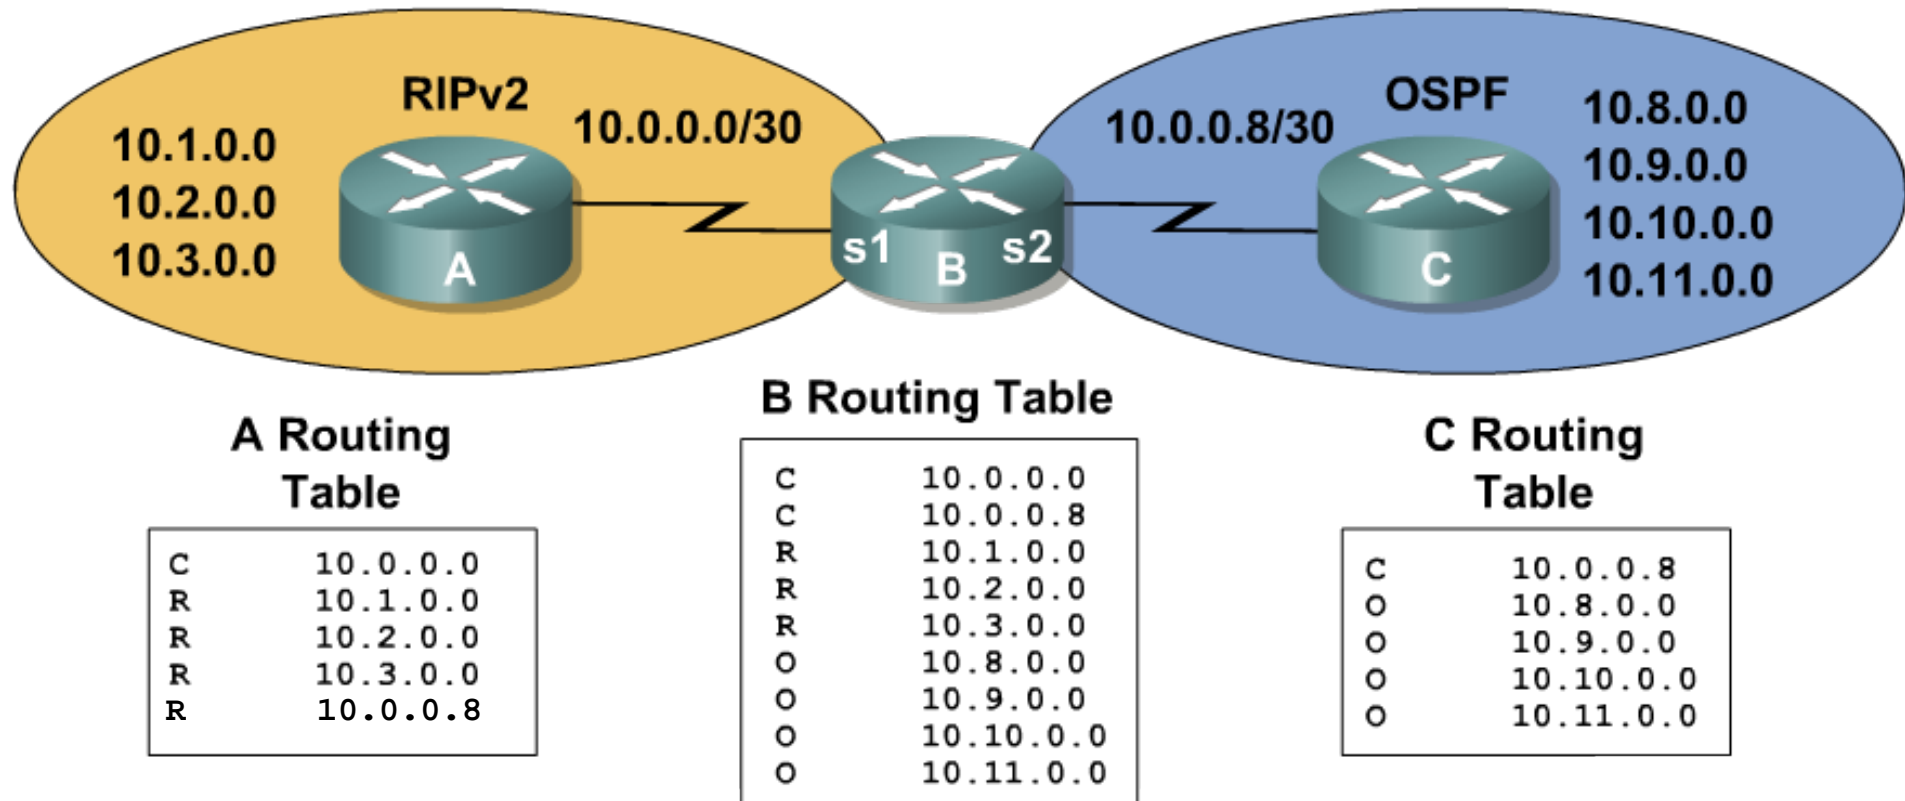 RIPv2
10.0.0.0/30
10.1.0.0
10.2.0.0
10.3.0.0
A
s1 B s2
OSPF
10.0.0.8/30
C
10.8.0.0
10.9.0.0
10.10.0.0
10.11.0.0
A Routing
Table
C 10.0.0.0
R 10.1.0.0
R 10.2.0.0
R 10.3.0.0
R 10.0.0.8
B Routing Table
C 10.0.0.0
C 10.0.0.8
R 10.1.0.0
R 10.2.0.0
R 10.3.0.0
O 10.8.0.0
O 10.9.0.0
O 10.10.0.0
O 10.11.0.0
C Routing
Table
C 10.0.0.8
O 10.8.0.0
O 10.9.0.0
O 10.10.0.0
O 10.11.0.0